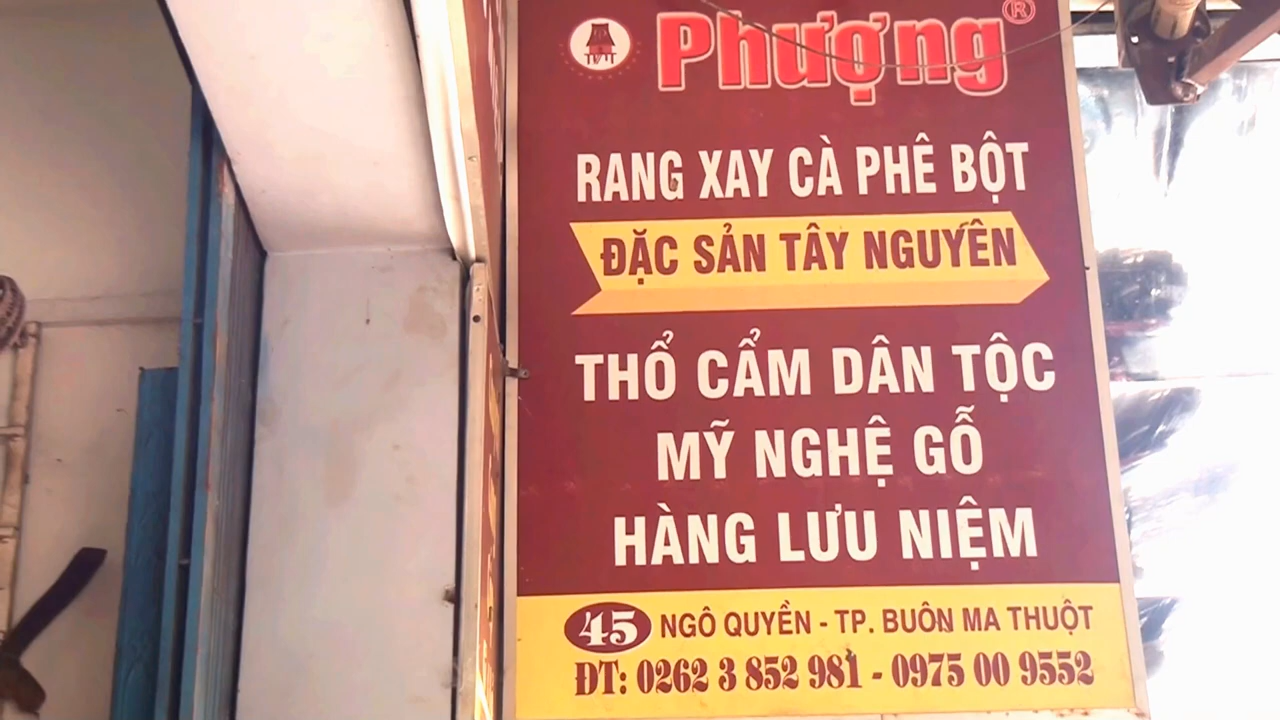 Phượng®
RANG XAY CÀ PHÊ BỘT
ĐẶC SẢN TÂY NGUYÊN
THỔ CẨM DÂN TỘC
MỸ NGHỆ GỖ
HÀNG LƯU NIỆM
45 NGÔ QUYỀN - TP. BUÔN MA THUỘT
ĐT: 0262 3 852 981 - 0975 00 9552